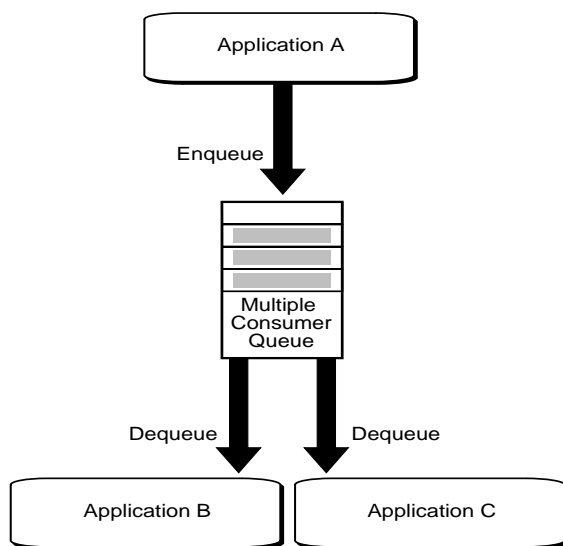 Application A
Enqueue
Multiple
Consumer
Queue
Dequeue
Dequeue
Application B
Application C